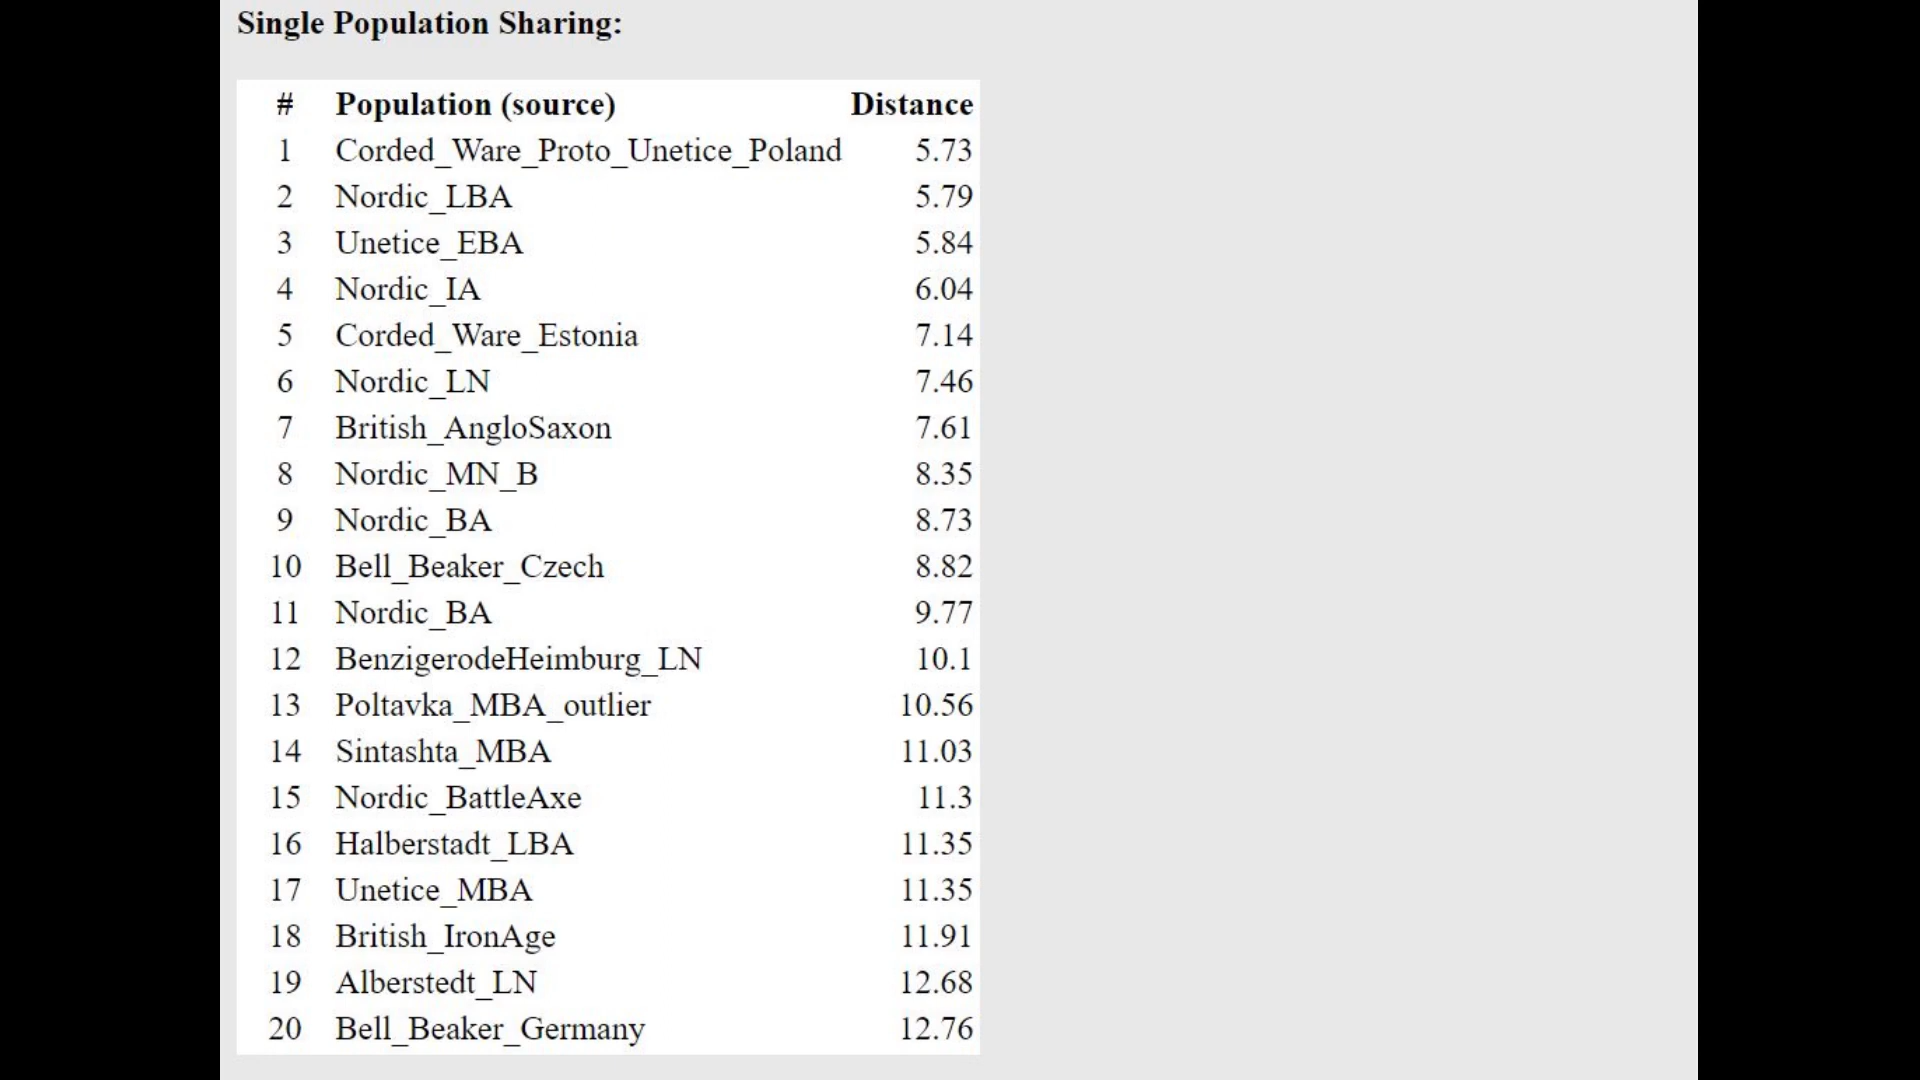 Single Population Sharing:
# Population (source) Distance
1 Corded_Ware_Proto_Unetice_Poland 5.73
2 Nordic_LBA 5.79
3 Unetice_EBA 5.84
4 Nordic_IA 6.04
5 Corded_Ware_Estonia 7.14
6 Nordic_LN 7.46
7 British_AngloSaxon 7.61
8 Nordic_MN_B 8.35
9 Nordic_BA 8.73
10 Bell_Beaker_Czech 8.82
11 Nordic_BA 9.77
12 BenzigerodeHeimburg_LN 10.1
13 Poltavka_MBA_outlier 10.56
14 Sintashta_MBA 11.03
15 Nordic_BattleAxe 11.3
16 Halberstadt_LBA 11.35
17 Unetice_MBA 11.35
18 British_IronAge 11.91
19 Alberstedt_LN 12.68
20 Bell_Beaker_Germany 12.76